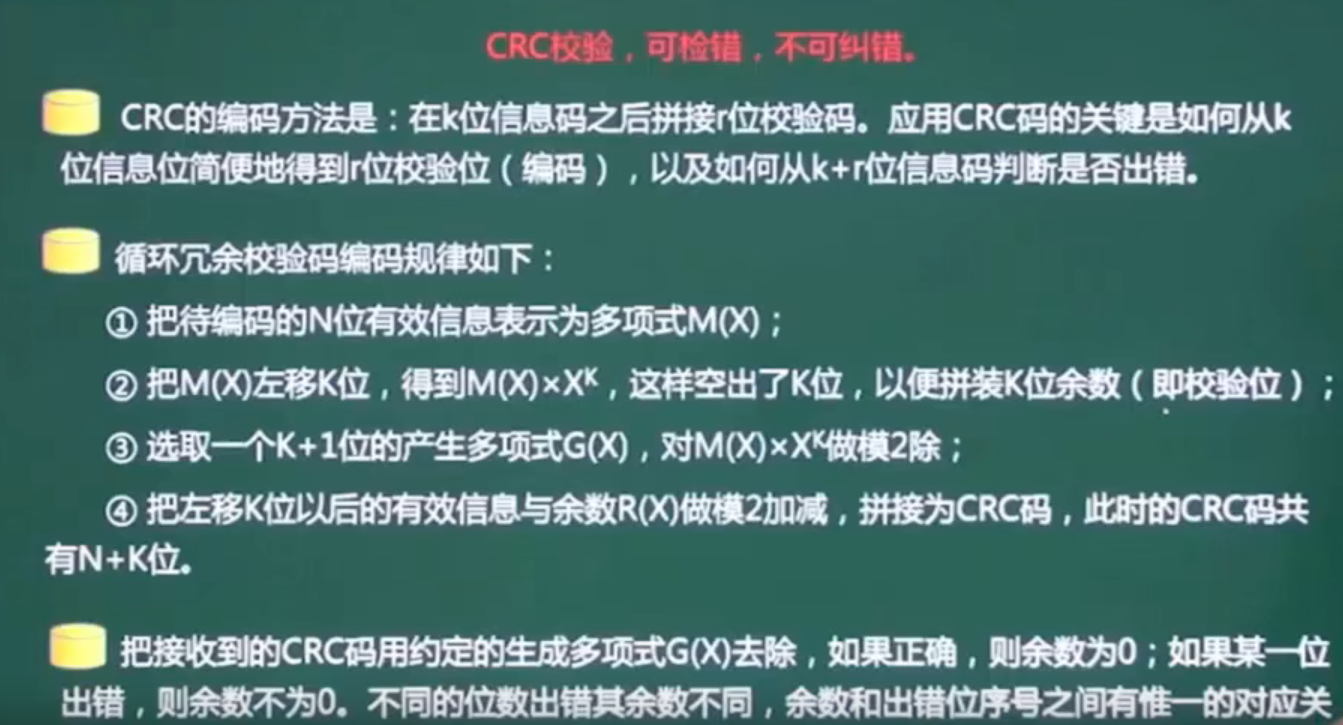 CRC校验，可检错，不可纠错。
CRC的编码方法是：在k位信息码之后拼接r位校验码。应用CRC码的关键是如何从k
位信息位简便地得到r位校验位（编码），以及如何从k+r位信息码判断是否出错。
循环冗余校验码编码规律如下：
① 把待编码的N位有效信息表示为多项式M(X)；
② 把M(X)左移K位，得到M(X)×Xᴷ，这样空出了K位，以便拼装K位余数（即校验位）；
③ 选取一个K+1位的产生多项式G(X)，对M(X)×Xᴷ做模2除；
④ 把左移K位以后的有效信息与余数R(X)做模2加减，拼接为CRC码，此时的CRC码共
有N+K位。
把接收到的CRC码用约定的生成多项式G(X)去除，如果正确，则余数为0；如果某一位
出错，则余数不为0。不同的位数出错其余数不同，余数和出错位序号之间有惟一的对应关